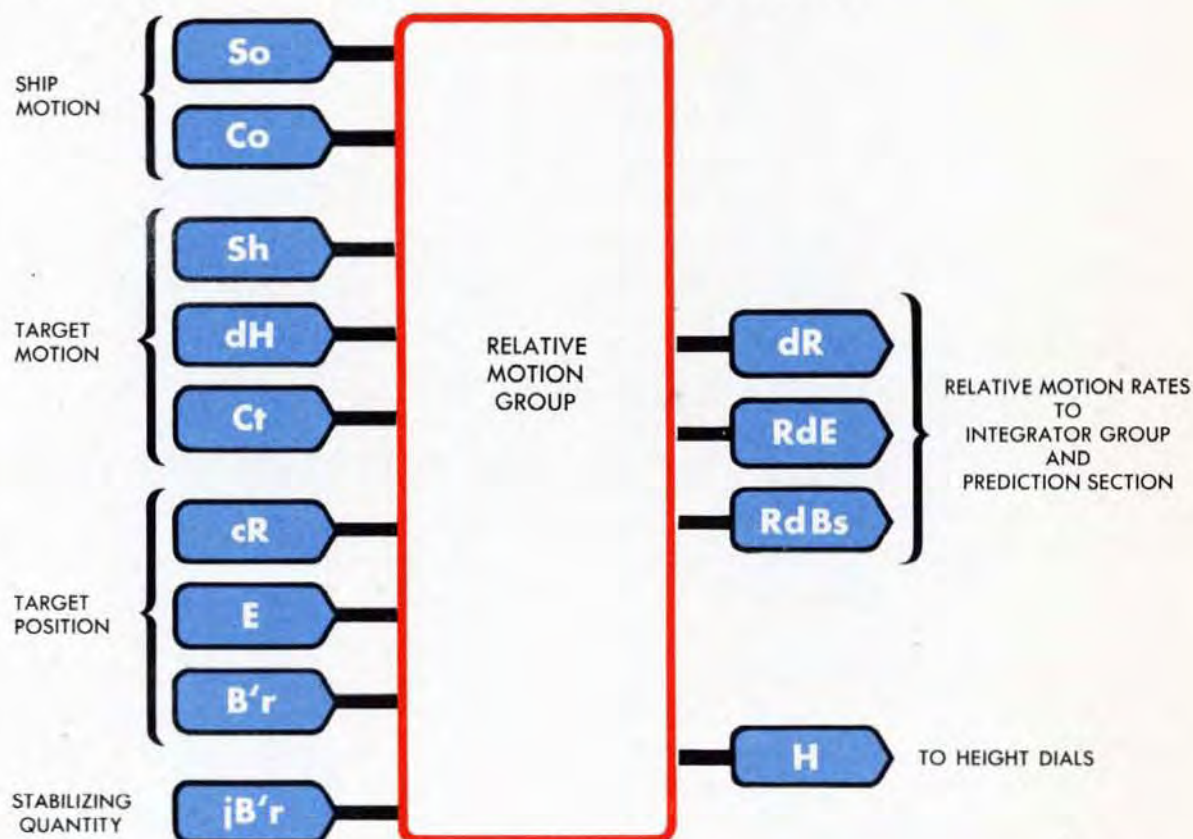 SHIP
MOTION
So
Co
TARGET
MOTION
Sh
dH
Ct
TARGET
POSITION
cR
E
B'r
STABILIZING
QUANTITY
jB'r
RELATIVE
MOTION
GROUP
dR
RdE
RdBs
RELATIVE MOTION RATES
TO
INTEGRATOR GROUP
AND
PREDICTION SECTION
H
TO HEIGHT DIALS